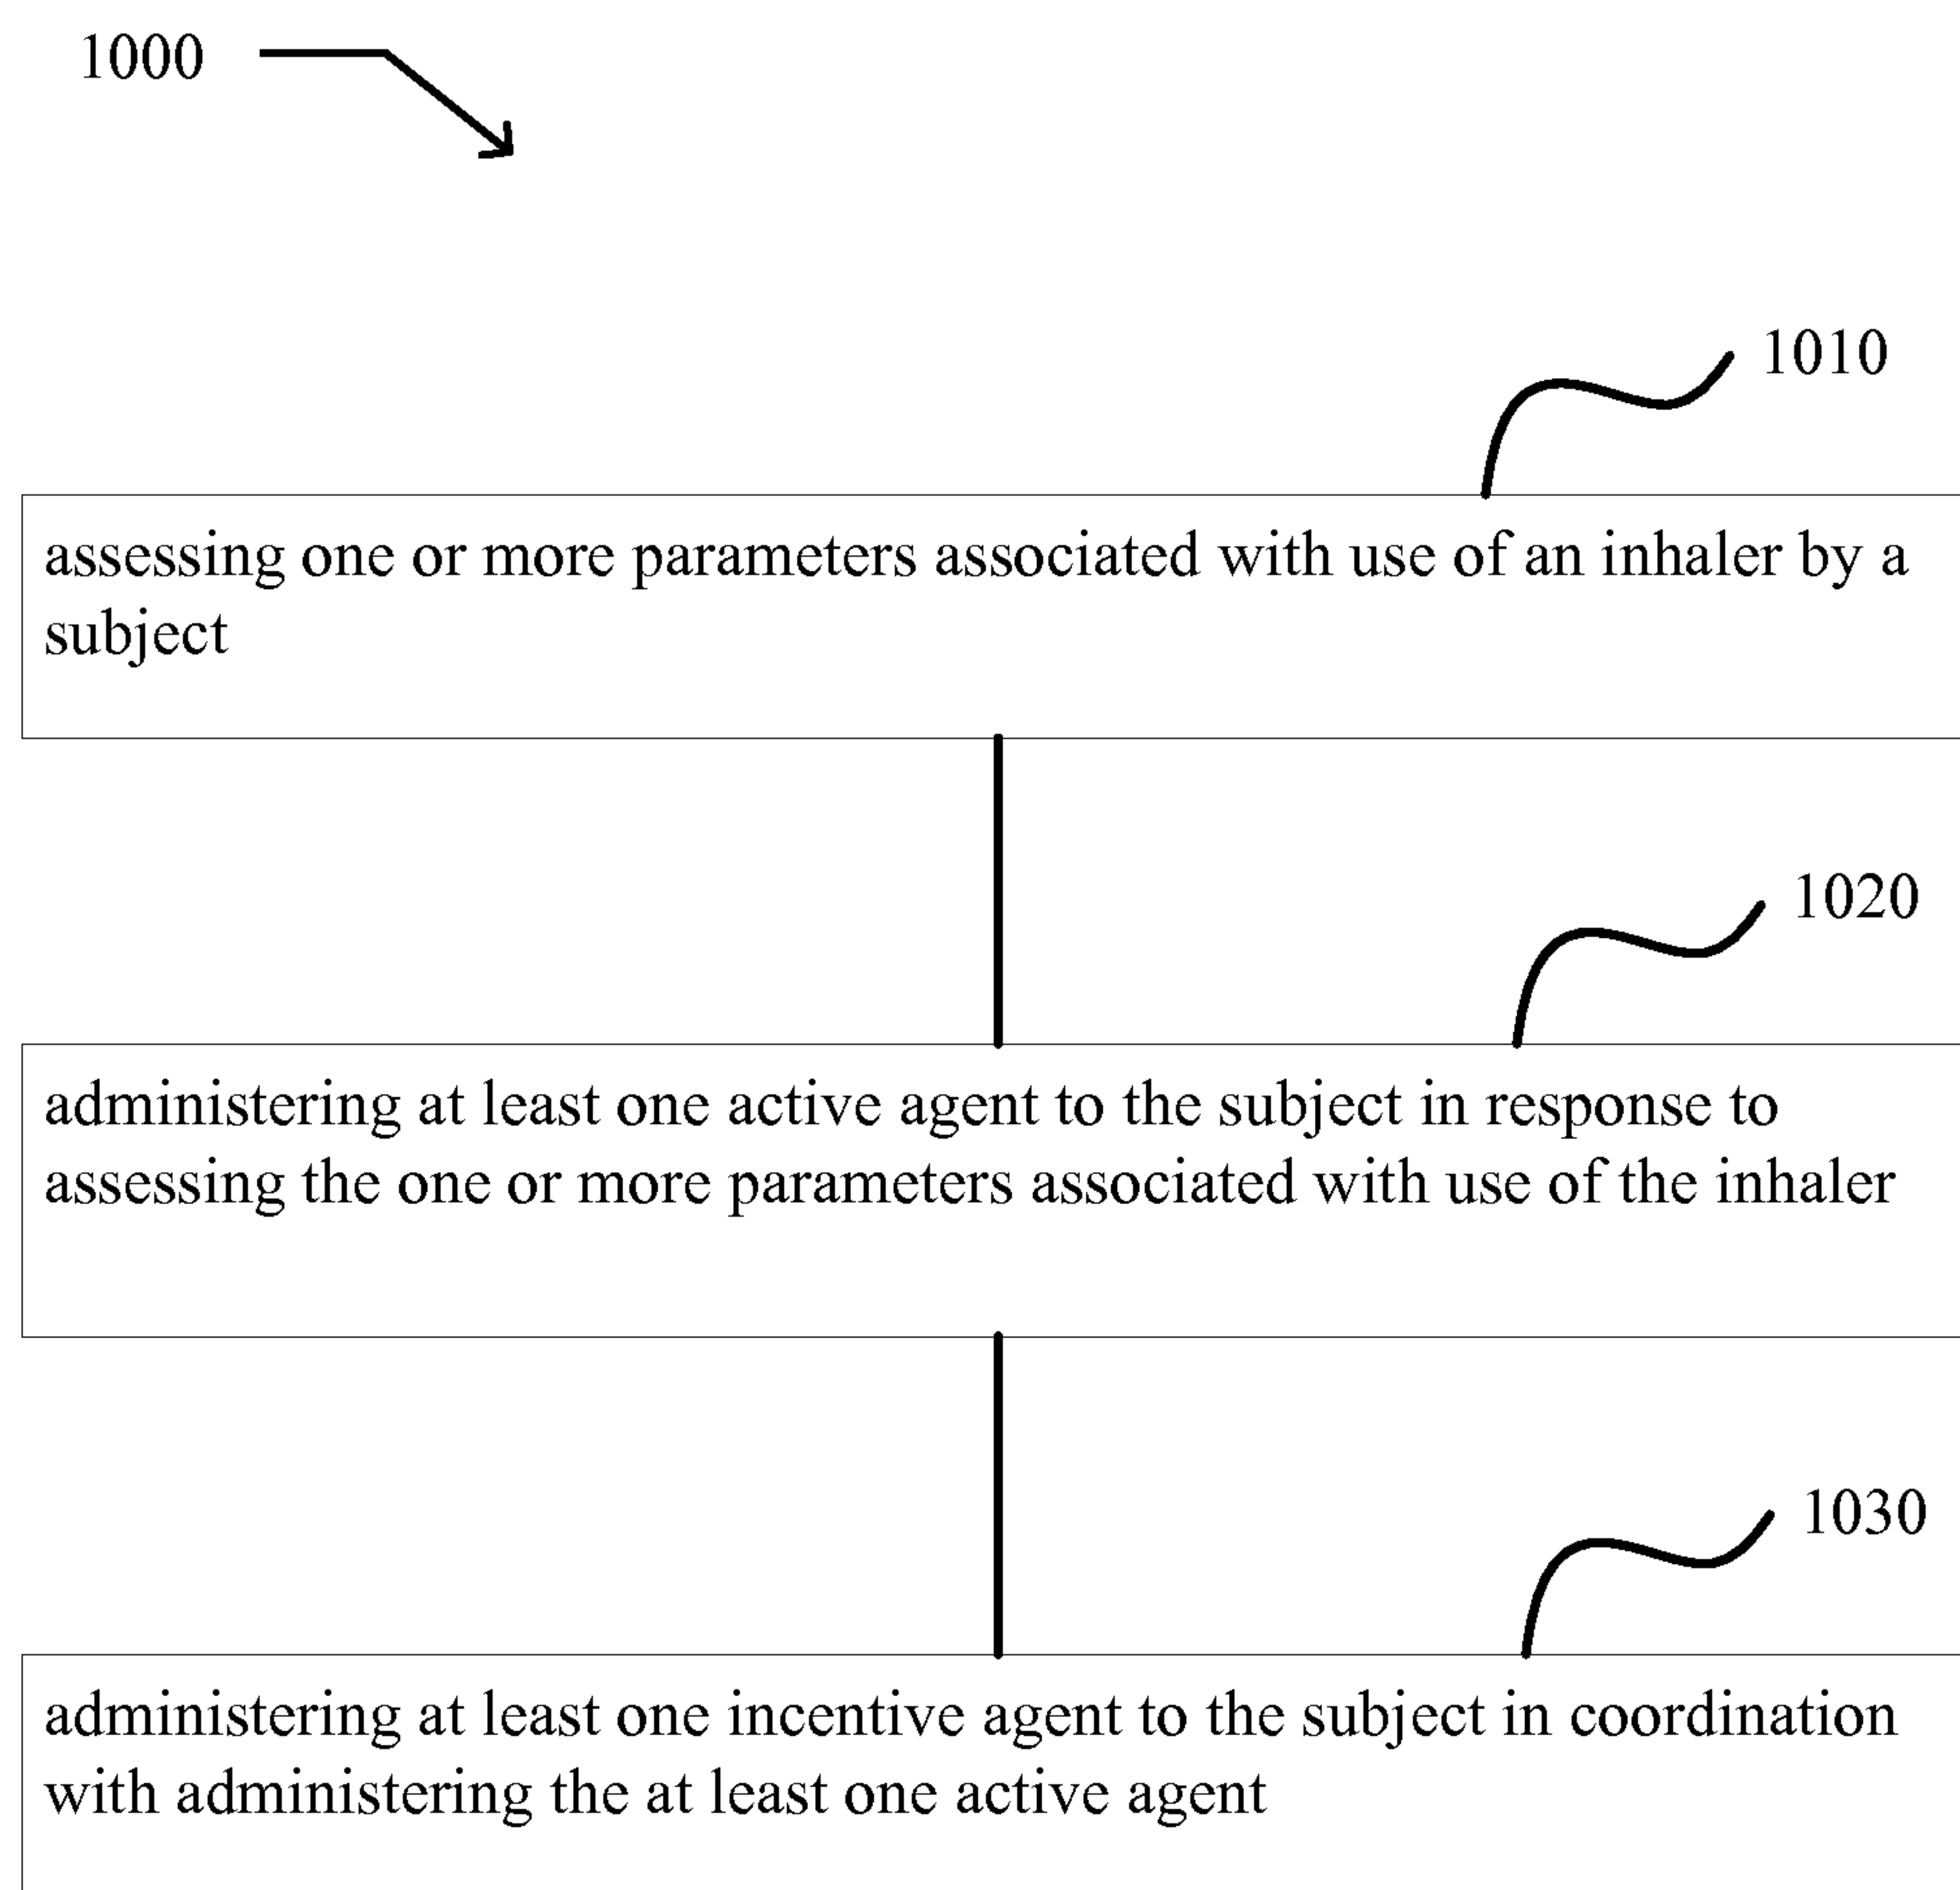 1000
1010
assessing one or more parameters associated with use of an inhaler by a
subject
1020
administering at least one active agent to the subject in response to
assessing the one or more parameters associated with use of the inhaler
1030
administering at least one incentive agent to the subject in coordination
with administering the at least one active agent